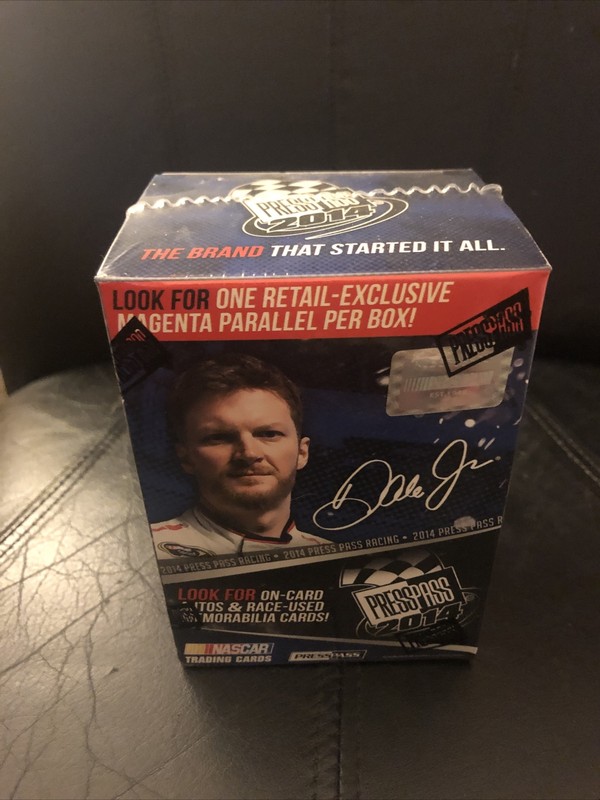 PRESS PASS
2014
THE BRAND THAT STARTED IT ALL.
LOOK FOR ONE RETAIL-EXCLUSIVE
MAGENTA PARALLEL PER BOX!
PRESS PASS
Dale Jr
2014 PRESS PASS RACING • 2014 PRESS PASS RACING • 2014 PRESS PASS R
LOOK FOR ON-CARD
AUTOS & RACE-USED
MEMORABILIA CARDS!
PRESS PASS
2014
NASCAR
TRADING CARDS
PRESS PASS